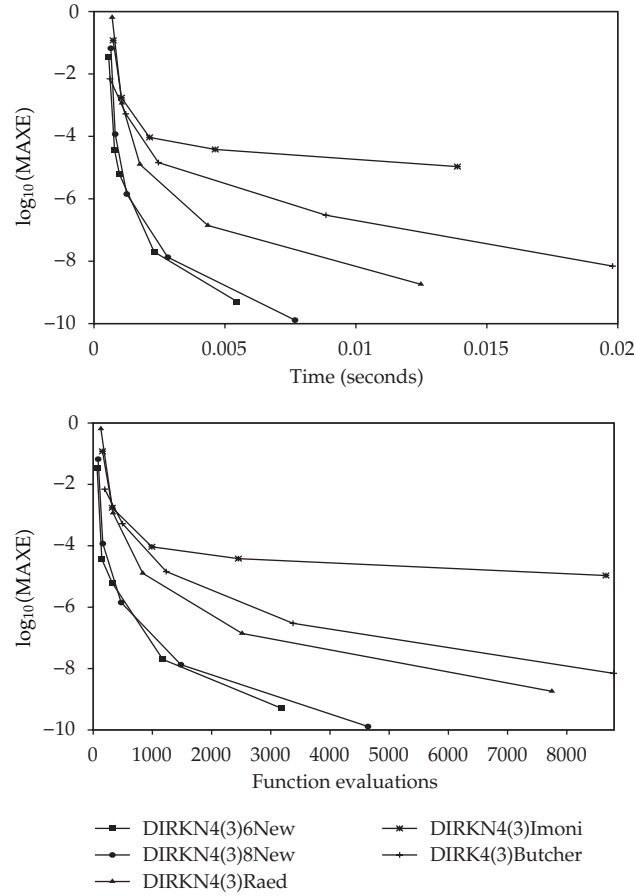 0
−2
−4
−6
−8
−10
log₁₀(MAXE)
0 0.005 0.01 0.015 0.02
Time (seconds)
0
−2
−4
−6
−8
−10
log₁₀(MAXE)
0 1000 2000 3000 4000 5000 6000 7000 8000
Function evaluations
DIRKN4(3)6New
DIRKN4(3)8New
DIRKN4(3)Raed
DIRKN4(3)Imoni
DIRK4(3)Butcher